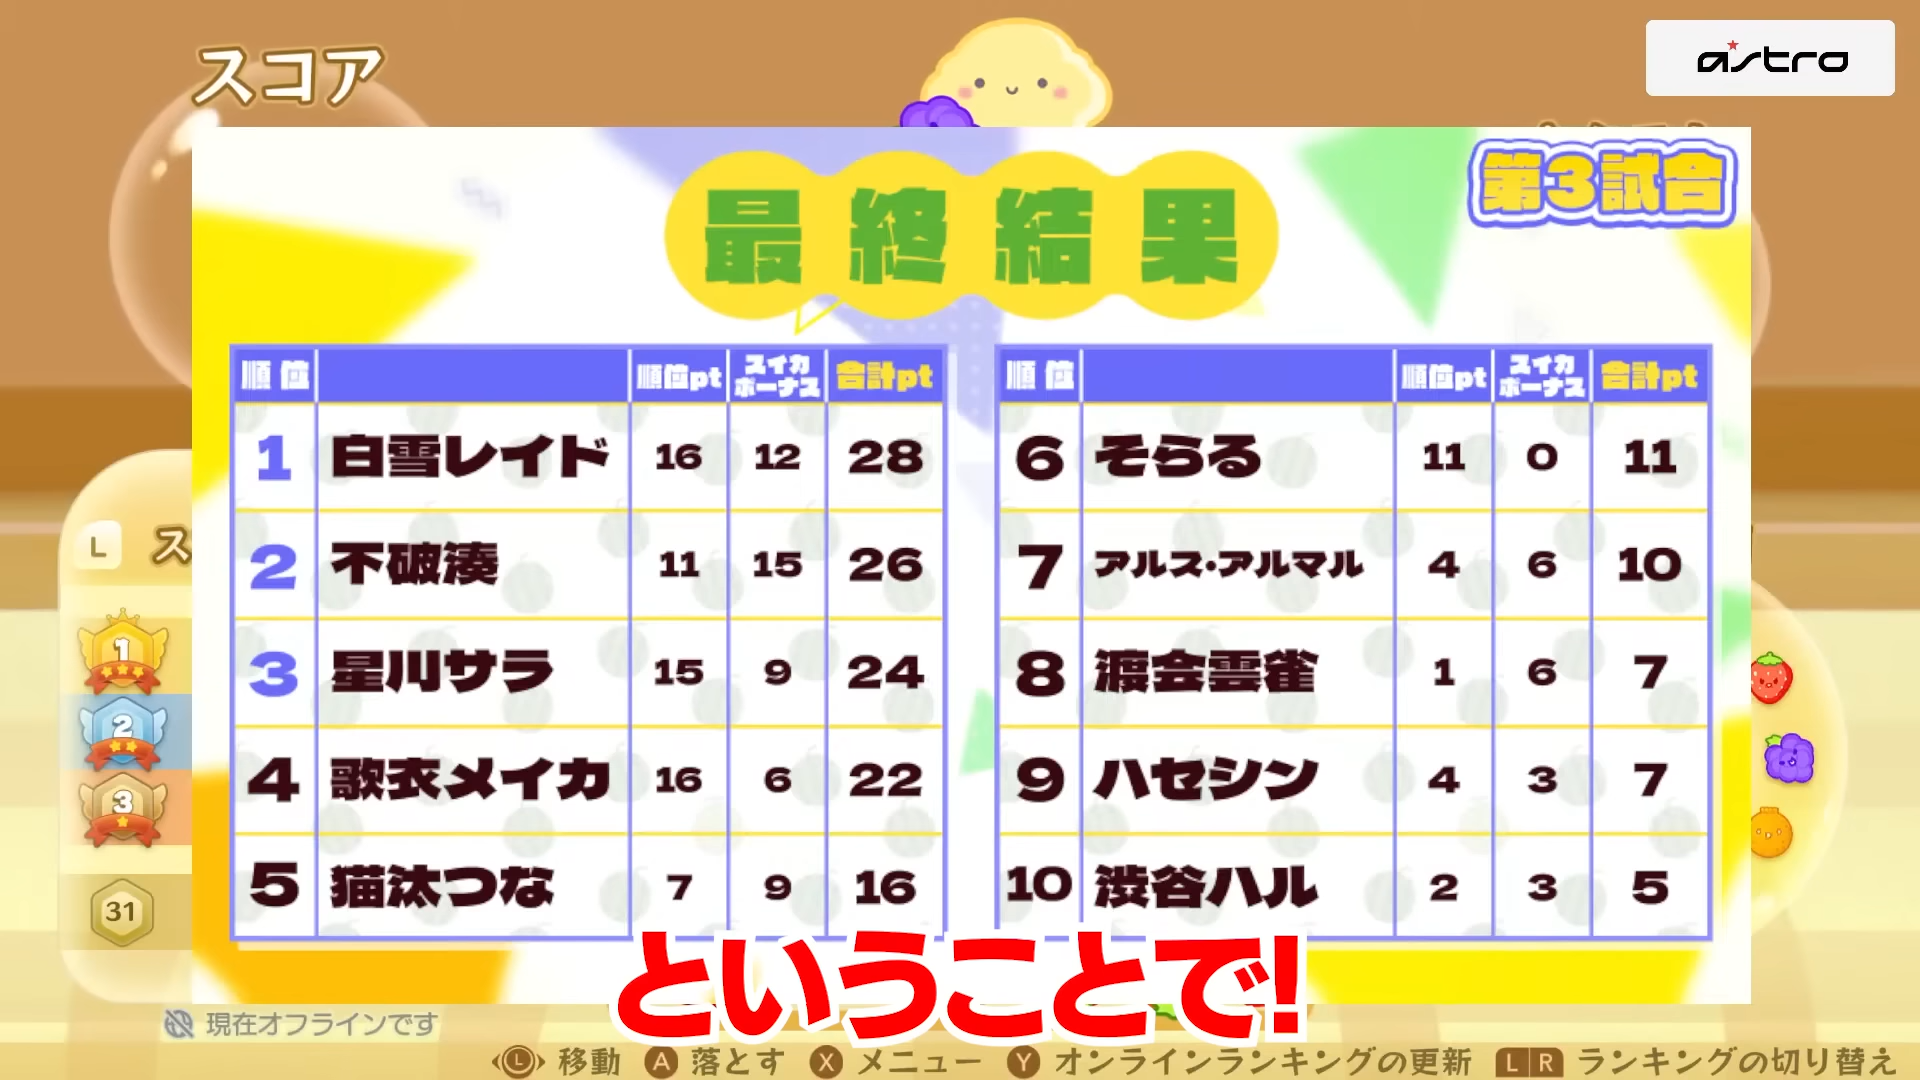 スコア
astro
第3試合
最終結果
順位 順位pt スイカボーナス 合計pt
1 白雪レイド 16 12 28
2 不破湊 11 15 26
3 星川サラ 15 9 24
4 歌衣メイカ 16 6 22
5 猫汰つな 7 9 16
順位 順位pt スイカボーナス 合計pt
6 そらる 11 0 11
7 アルス・アルマル 4 6 10
8 渡会雲雀 1 6 7
9 ハセシン 4 3 7
10 渋谷ハル 2 3 5
L ス
1
2
3
31
ということで!
現在オフラインです
L 移動 A 落とす X メニュー Y オンラインランキングの更新 L R ランキングの切り替え